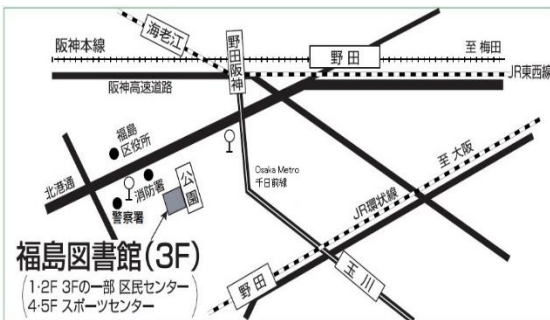 海老江
阪神本線
野田阪神
野田
至 梅田
JR東西線
阪神高速道路
福島区役所
北港通
消防署
警察署
公園
Osaka Metro
千日前線
至 大阪
JR環状線
玉川
野田
福島図書館(3F)
(1・2F 3Fの一部 区民センター
4・5F スポーツセンター)